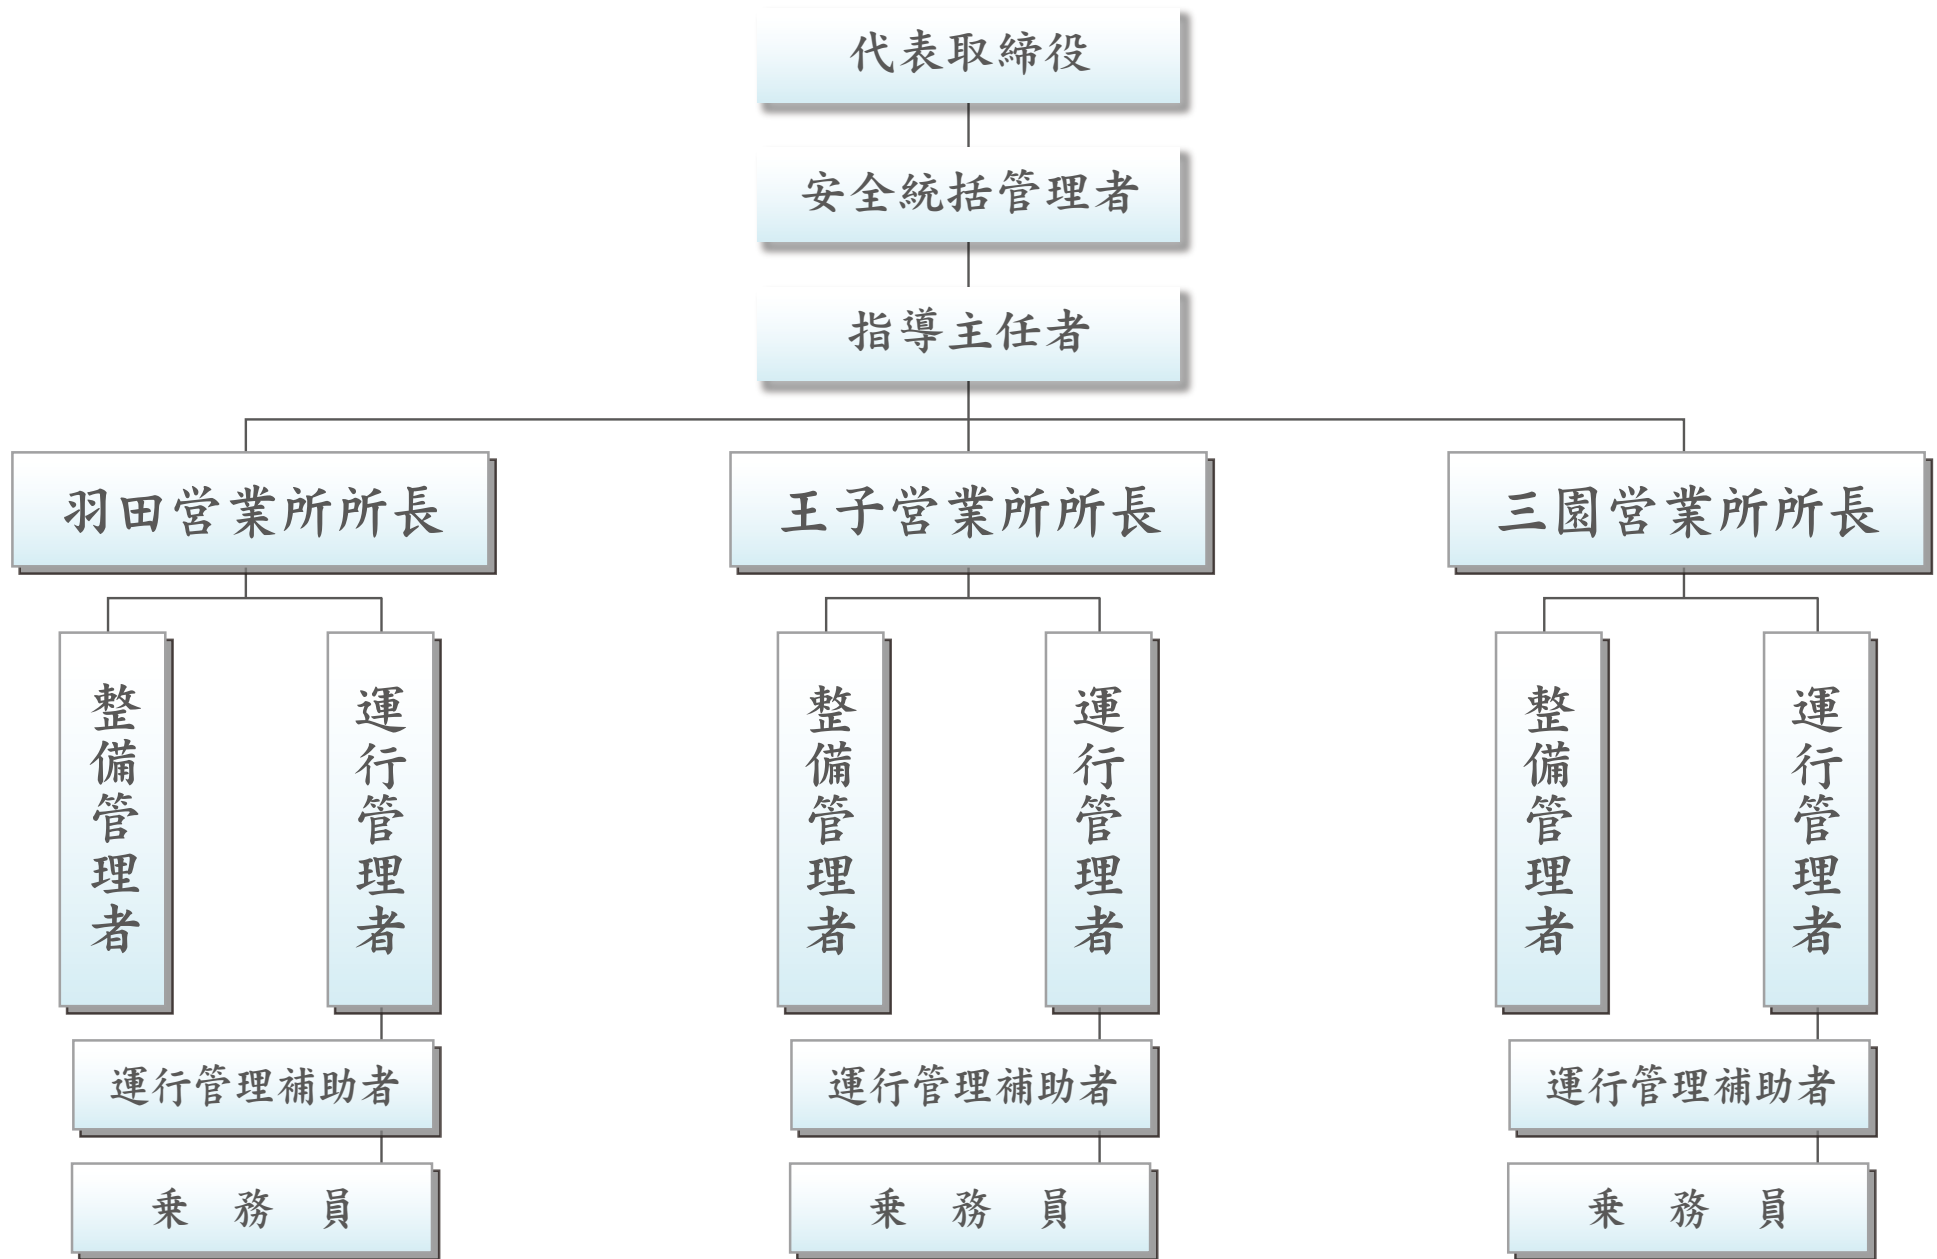 代表取締役
安全統括管理者
指導主任者
羽田営業所所長
王子営業所所長
三園営業所所長
整備管理者
運行管理者
整備管理者
運行管理者
整備管理者
運行管理者
運行管理補助者
運行管理補助者
運行管理補助者
乗　務　員
乗　務　員
乗　務　員